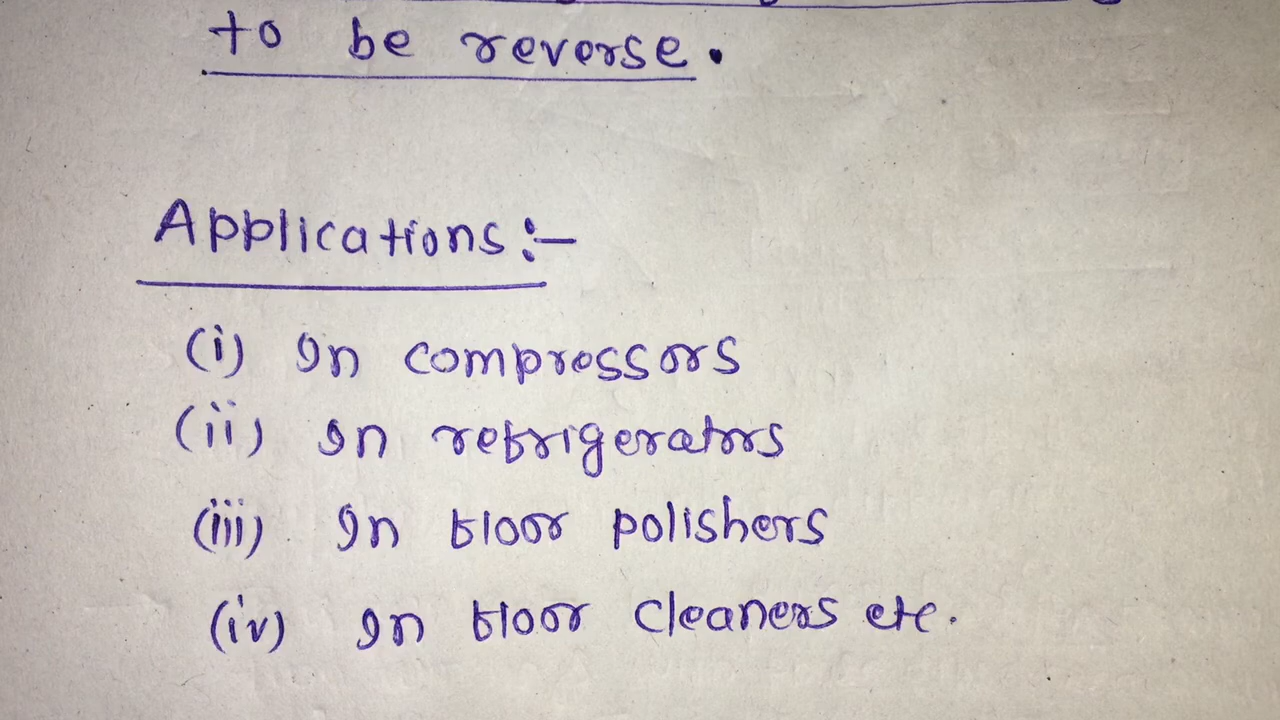 to be reverse.
Applications :-
(i) In compressors
(ii) In refrigerators
(iii) In floor polishers
(iv) In floor cleaners etc.